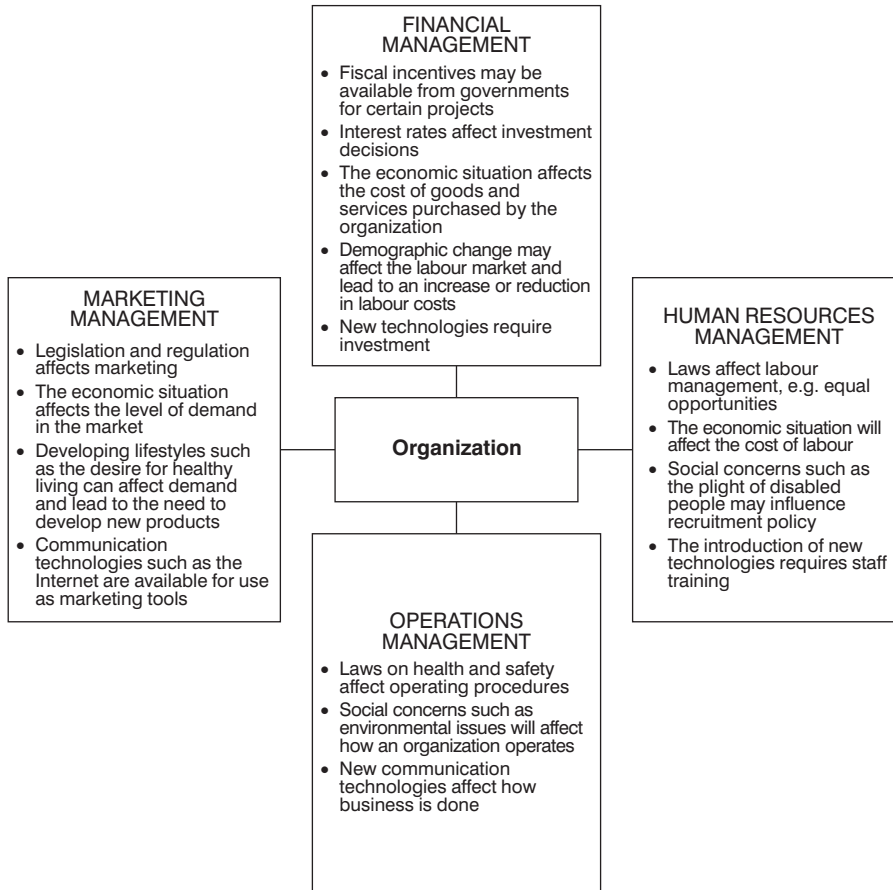 FINANCIAL
MANAGEMENT
• Fiscal incentives may be
available from governments
for certain projects
• Interest rates affect investment
decisions
• The economic situation affects
the cost of goods and
services purchased by the
organization
• Demographic change may
affect the labour market and
lead to an increase or reduction
in labour costs
• New technologies require
investment
MARKETING
MANAGEMENT
• Legislation and regulation
affects marketing
• The economic situation
affects the level of demand
in the market
• Developing lifestyles such
as the desire for healthy
living can affect demand
and lead to the need to
develop new products
• Communication
technologies such as the
Internet are available for use
as marketing tools
Organization
HUMAN RESOURCES
MANAGEMENT
• Laws affect labour
management, e.g. equal
opportunities
• The economic situation will
affect the cost of labour
• Social concerns such as
the plight of disabled
people may influence
recruitment policy
• The introduction of new
technologies requires staff
training
OPERATIONS
MANAGEMENT
• Laws on health and safety
affect operating procedures
• Social concerns such as
environmental issues will affect
how an organization operates
• New communication
technologies affect how
business is done